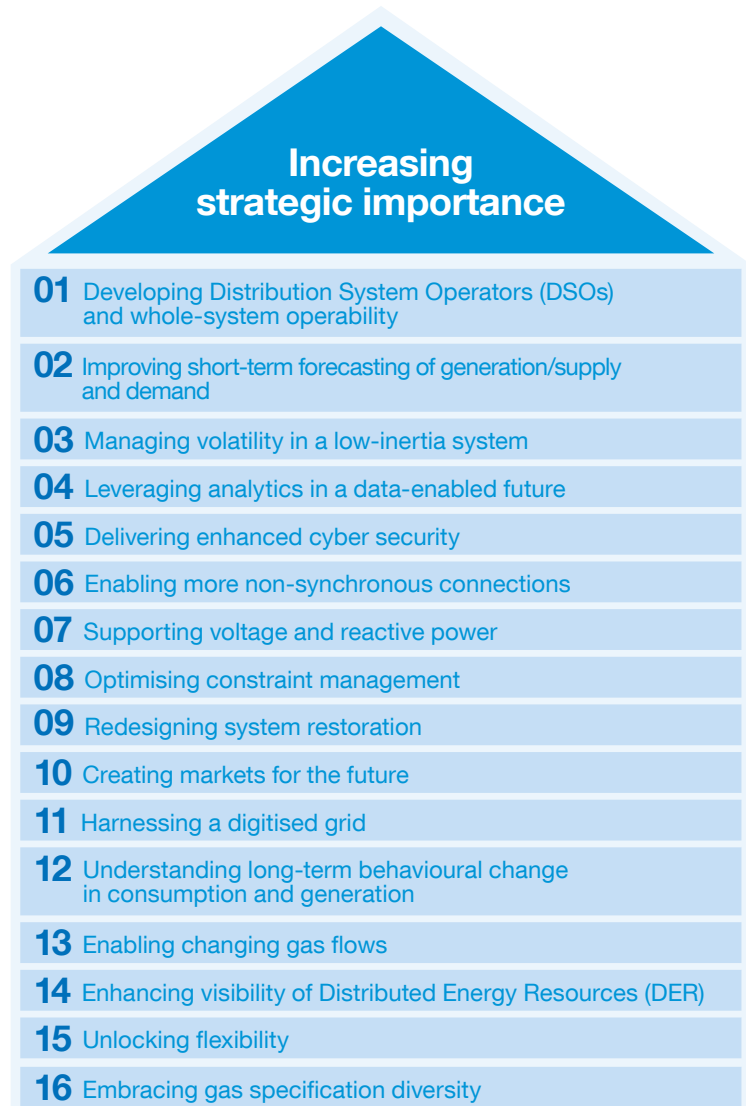 Increasing
strategic importance
01 Developing Distribution System Operators (DSOs)
and whole-system operability
02 Improving short-term forecasting of generation/supply
and demand
03 Managing volatility in a low-inertia system
04 Leveraging analytics in a data-enabled future
05 Delivering enhanced cyber security
06 Enabling more non-synchronous connections
07 Supporting voltage and reactive power
08 Optimising constraint management
09 Redesigning system restoration
10 Creating markets for the future
11 Harnessing a digitised grid
12 Understanding long-term behavioural change
in consumption and generation
13 Enabling changing gas flows
14 Enhancing visibility of Distributed Energy Resources (DER)
15 Unlocking flexibility
16 Embracing gas specification diversity